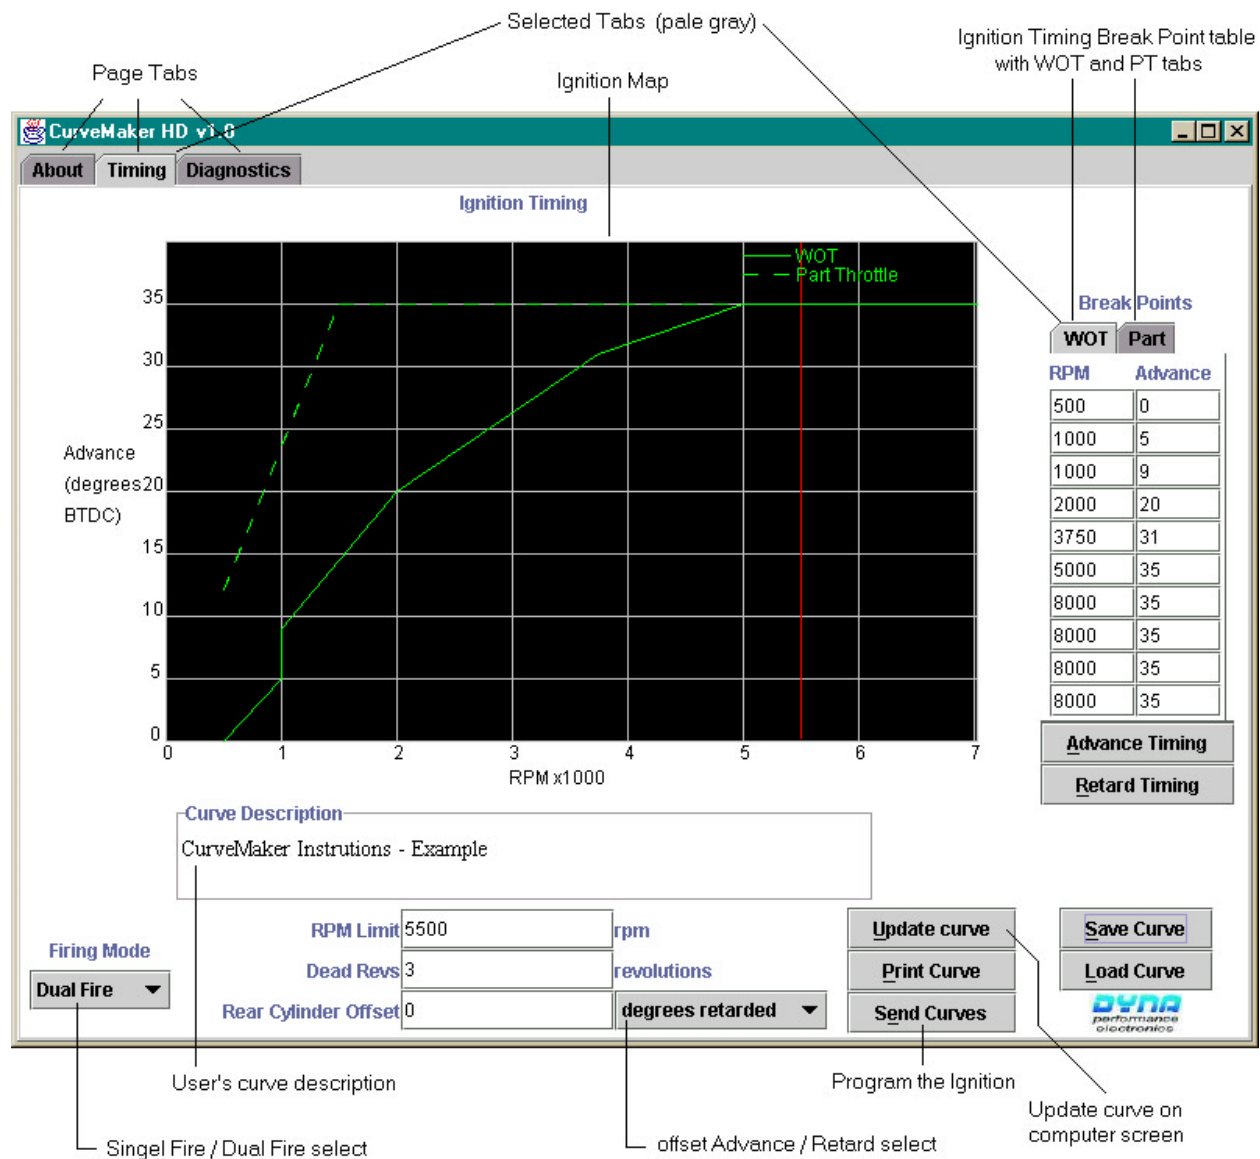 Selected Tabs (pale gray)
Ignition Timing Break Point table
with WOT and PT tabs
Page Tabs
Ignition Map
CurveMaker HD v1.6
About Timing Diagnostics
Ignition Timing
WOT
Part Throttle
35
30
25
20
15
10
5
0
Advance
(degrees
BTDC)
0 1 2 3 4 5 6 7
RPM x1000
Break Points
WOT Part
RPM Advance
500 0
1000 5
1000 9
2000 20
3750 31
5000 35
8000 35
8000 35
8000 35
8000 35
Advance Timing
Retard Timing
Curve Description
CurveMaker Instrutions - Example
Firing Mode
Dual Fire
RPM Limit 5500 rpm
Dead Revs 3 revolutions
Rear Cylinder Offset 0 degrees retarded
Update curve
Print Curve
Send Curves
Save Curve
Load Curve
DYNA
performance
electronics
User's curve description
Program the Ignition
Update curve on
computer screen
Singel Fire / Dual Fire select
offset Advance / Retard select